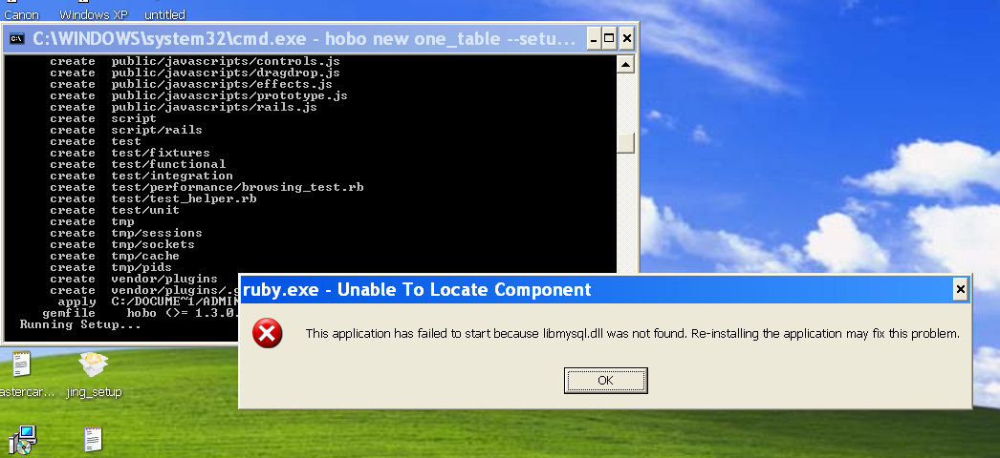 Canon
Windows XP
untitled
C:\WINDOWS\system32\cmd.exe - hobo new one_table --setu...
create public/javascripts/controls.js
create public/javascripts/dragdrop.js
create public/javascripts/effects.js
create public/javascripts/prototype.js
create public/javascripts/rails.js
create script
create script/rails
create test
create test/fixtures
create test/functional
create test/integration
create test/performance/browsing_test.rb
create test/test_helper.rb
create test/unit
create tmp
create tmp/sessions
create tmp/sockets
create tmp/cache
create tmp/pids
create vendor/plugins
create vendor/plugins/.g
apply C:/DOCUME~1/ADMIN
gemfile hobo (>= 1.3.0.
Running Setup...
ruby.exe - Unable To Locate Component
This application has failed to start because libmysql.dll was not found. Re-installing the application may fix this problem.
OK
astercar...
jing_setup